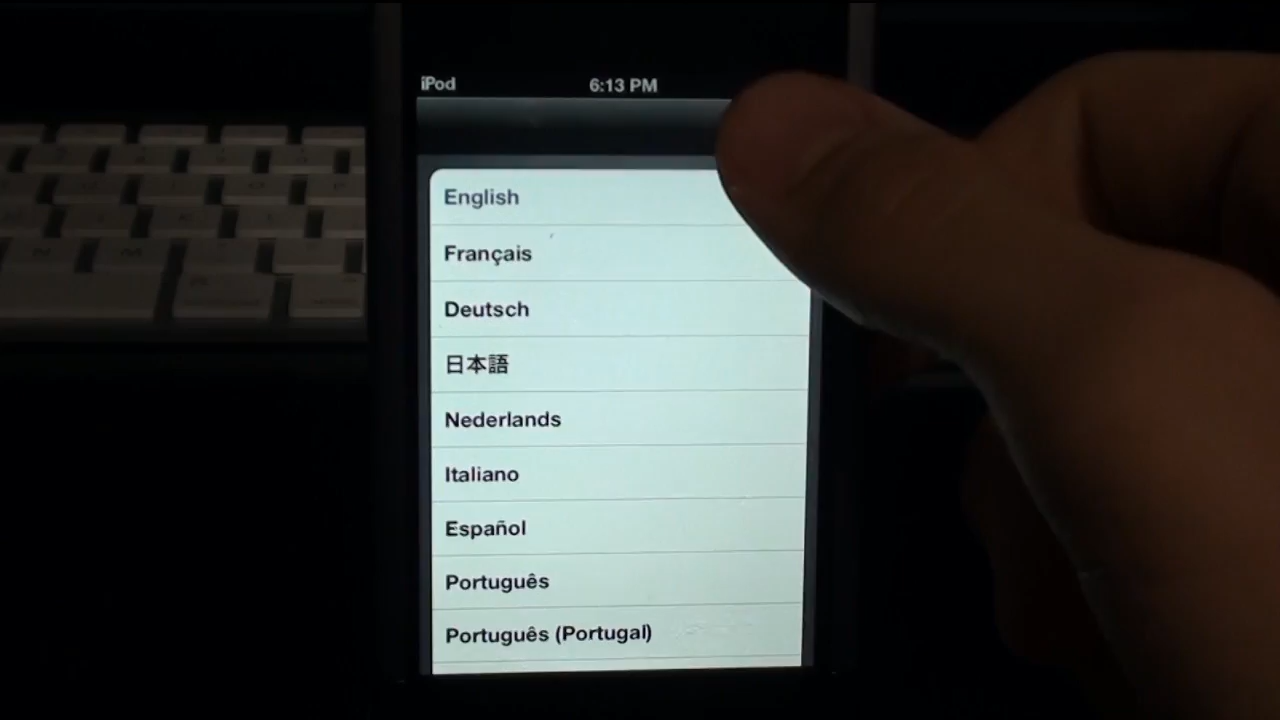 iPod 6:13 PM
English
Français
Deutsch
日本語
Nederlands
Italiano
Español
Português
Português (Portugal)